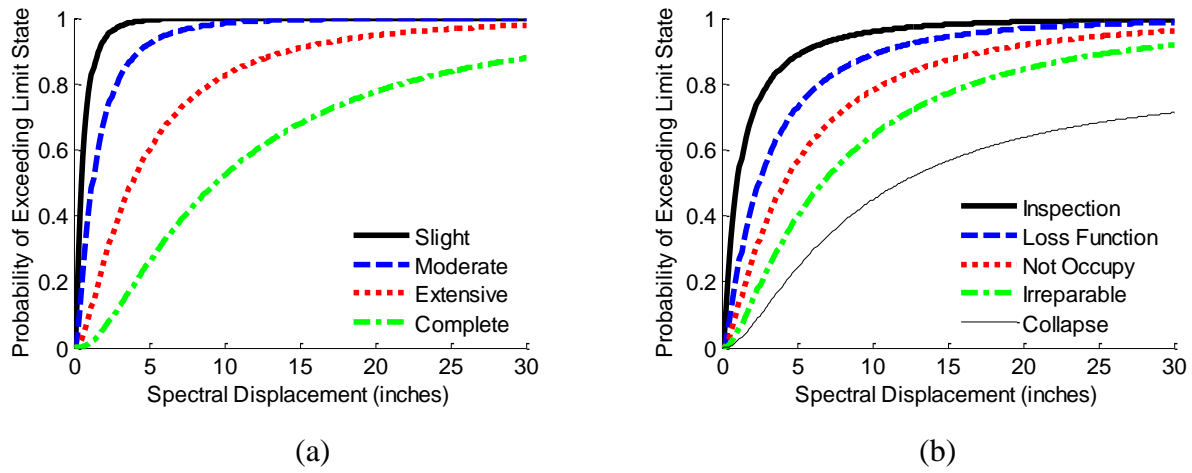 Probability of Exceeding Limit State
1
0.8
0.6
0.4
0.2
0
Slight
Moderate
Extensive
Complete
0 5 10 15 20 25 30
Spectral Displacement (inches)
(a)
Probability of Exceeding Limit State
1
0.8
0.6
0.4
0.2
0
Inspection
Loss Function
Not Occupy
Irreparable
Collapse
0 5 10 15 20 25 30
Spectral Displacement (inches)
(b)